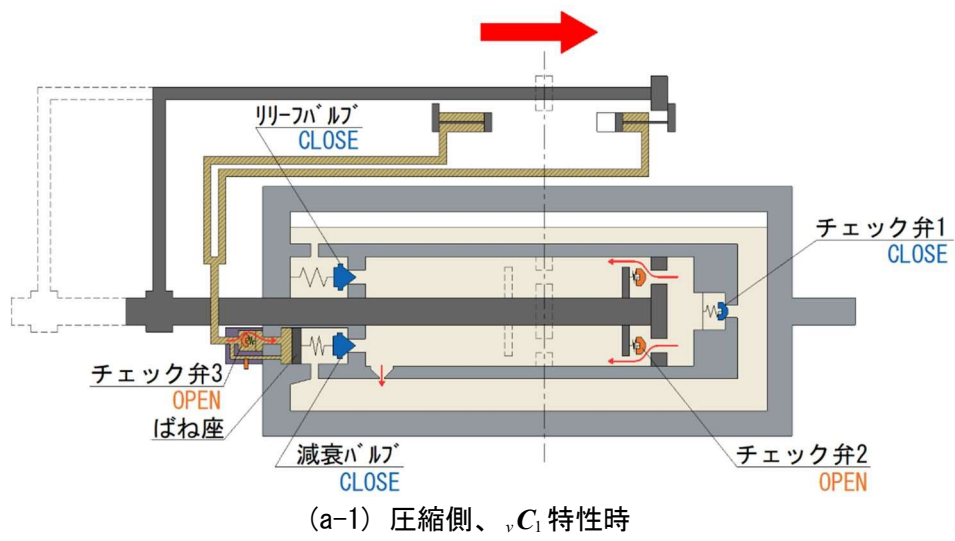 リリーフバルブ
CLOSE
チェック弁1
CLOSE
チェック弁3
OPEN
ばね座
減衰バルブ
CLOSE
チェック弁2
OPEN
(a-1) 圧縮側、vC1特性時